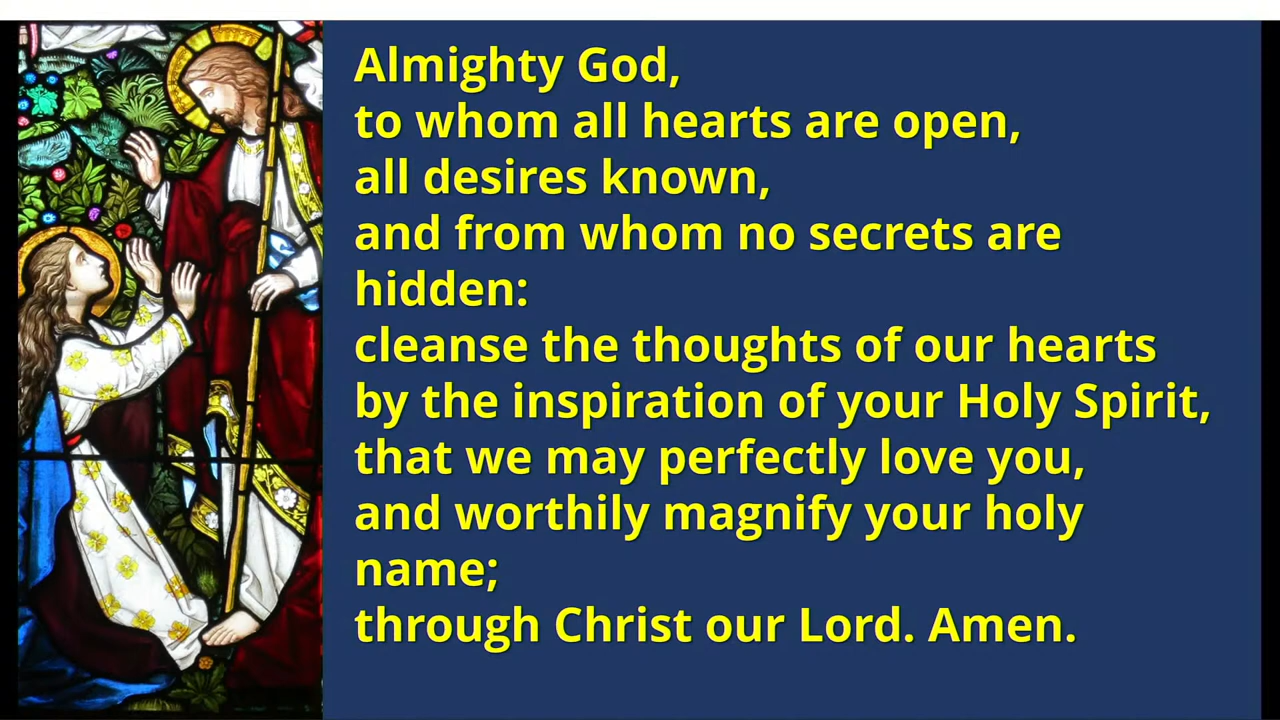 Almighty God,
to whom all hearts are open,
all desires known,
and from whom no secrets are
hidden:
cleanse the thoughts of our hearts
by the inspiration of your Holy Spirit,
that we may perfectly love you,
and worthily magnify your holy
name;
through Christ our Lord. Amen.